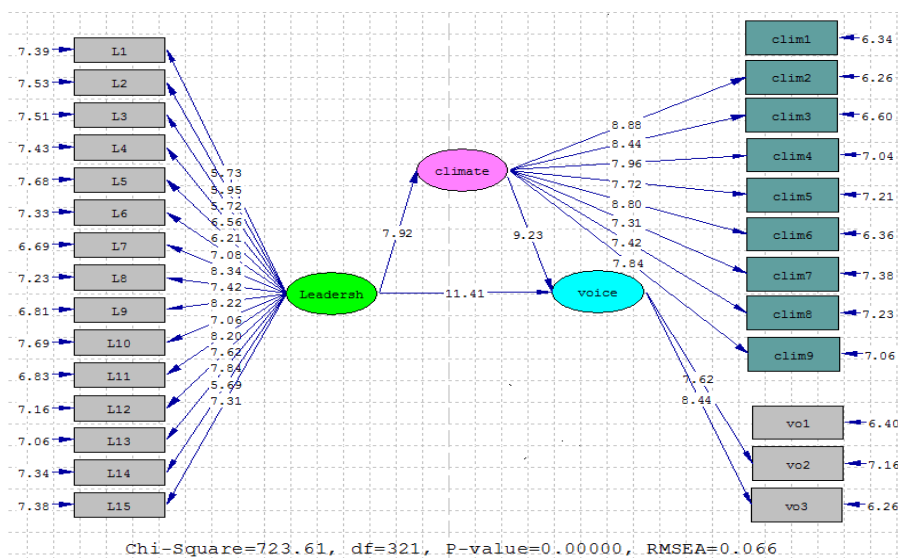 7.39 L1
7.53 L2
7.51 L3
7.43 L4
7.68 L5
7.33 L6
6.69 L7
7.23 L8
6.81 L9
7.69 L10
6.83 L11
7.16 L12
7.06 L13
7.34 L14
7.38 L15
5.73
5.95
5.72
6.56
6.21
7.08
8.34
7.42
8.22
7.06
8.20
7.62
7.84
5.69
7.31
Leadersh
7.92
11.41
climate
9.23
voice
8.88
8.44
7.96
7.72
8.80
7.31
7.42
7.84
7.62
8.44
clim1 6.34
clim2 6.26
clim3 6.60
clim4 7.04
clim5 7.21
clim6 6.36
clim7 7.38
clim8 7.23
clim9 7.06
vo1 6.40
vo2 7.16
vo3 6.26
Chi-Square=723.61, df=321, P-value=0.00000, RMSEA=0.066